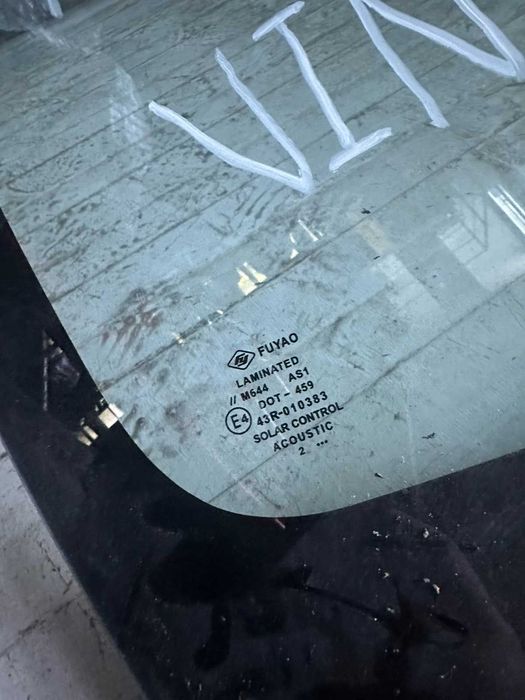 VIN
FUYAO
LAMINATED
// M644 AS1
DOT - 459
E4 43R-010383
SOLAR CONTROL
ACOUSTIC
2 ...